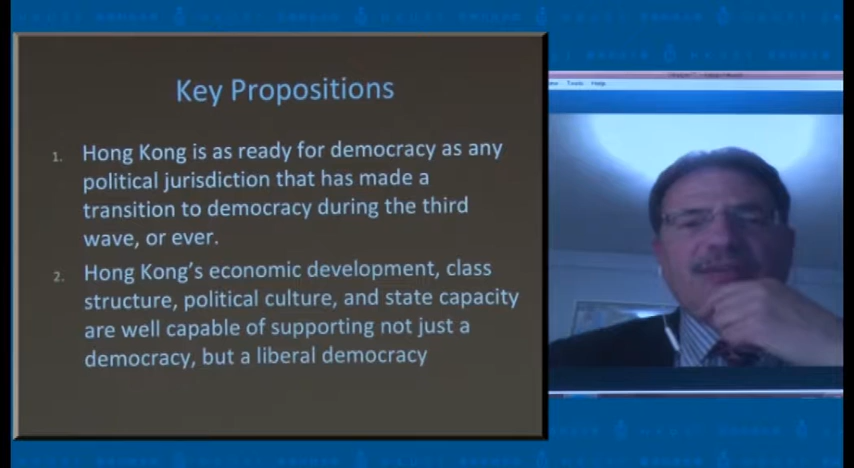 Key Propositions
1. Hong Kong is as ready for democracy as any
political jurisdiction that has made a
transition to democracy during the third
wave, or ever.
2. Hong Kong's economic development, class
structure, political culture, and state capacity
are well capable of supporting not just a
democracy, but a liberal democracy
Tools Help